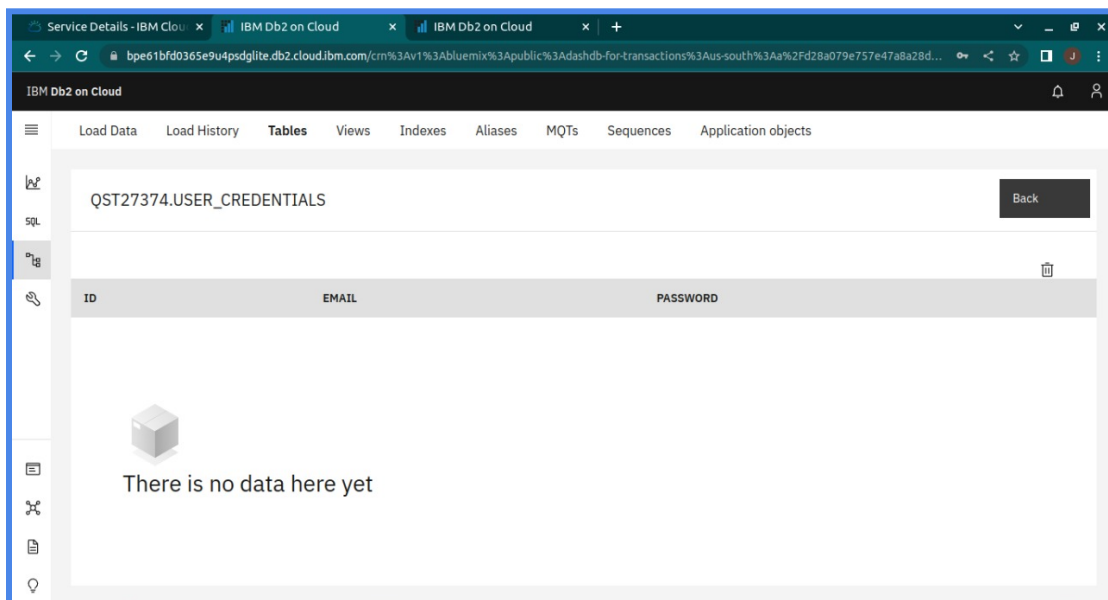 Service Details - IBM Clou
IBM Db2 on Cloud
IBM Db2 on Cloud
bpe61bfd0365e9u4psdglite.db2.cloud.ibm.com/crn%3Av1%3Abluemix%3Apublic%3Adashdb-for-transactions%3Aus-south%3Aa%2Fd28a079e757e47a8a28d...
J
IBM Db2 on Cloud
Load Data Load History Tables Views Indexes Aliases MQTs Sequences Application objects
QST27374.USER_CREDENTIALS
Back
SQL
ID EMAIL PASSWORD
There is no data here yet